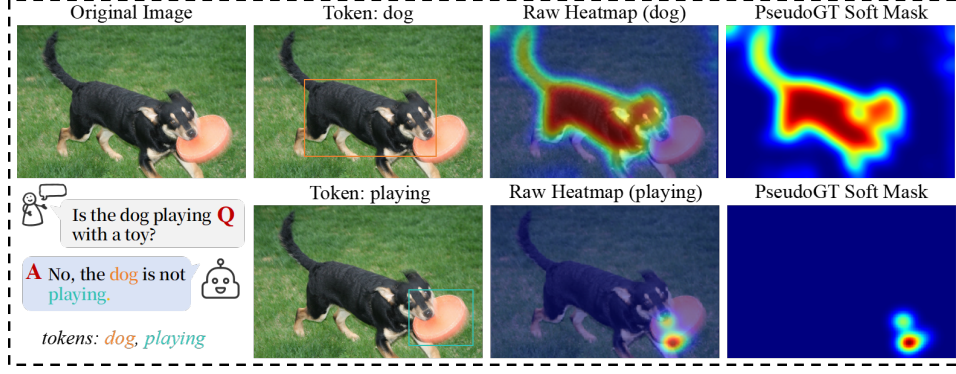 Original Image
Token: dog
Raw Heatmap (dog)
PseudoGT Soft Mask
Is the dog playing Q
with a toy?
A No, the dog is not
playing.
tokens: dog, playing
Token: playing
Raw Heatmap (playing)
PseudoGT Soft Mask